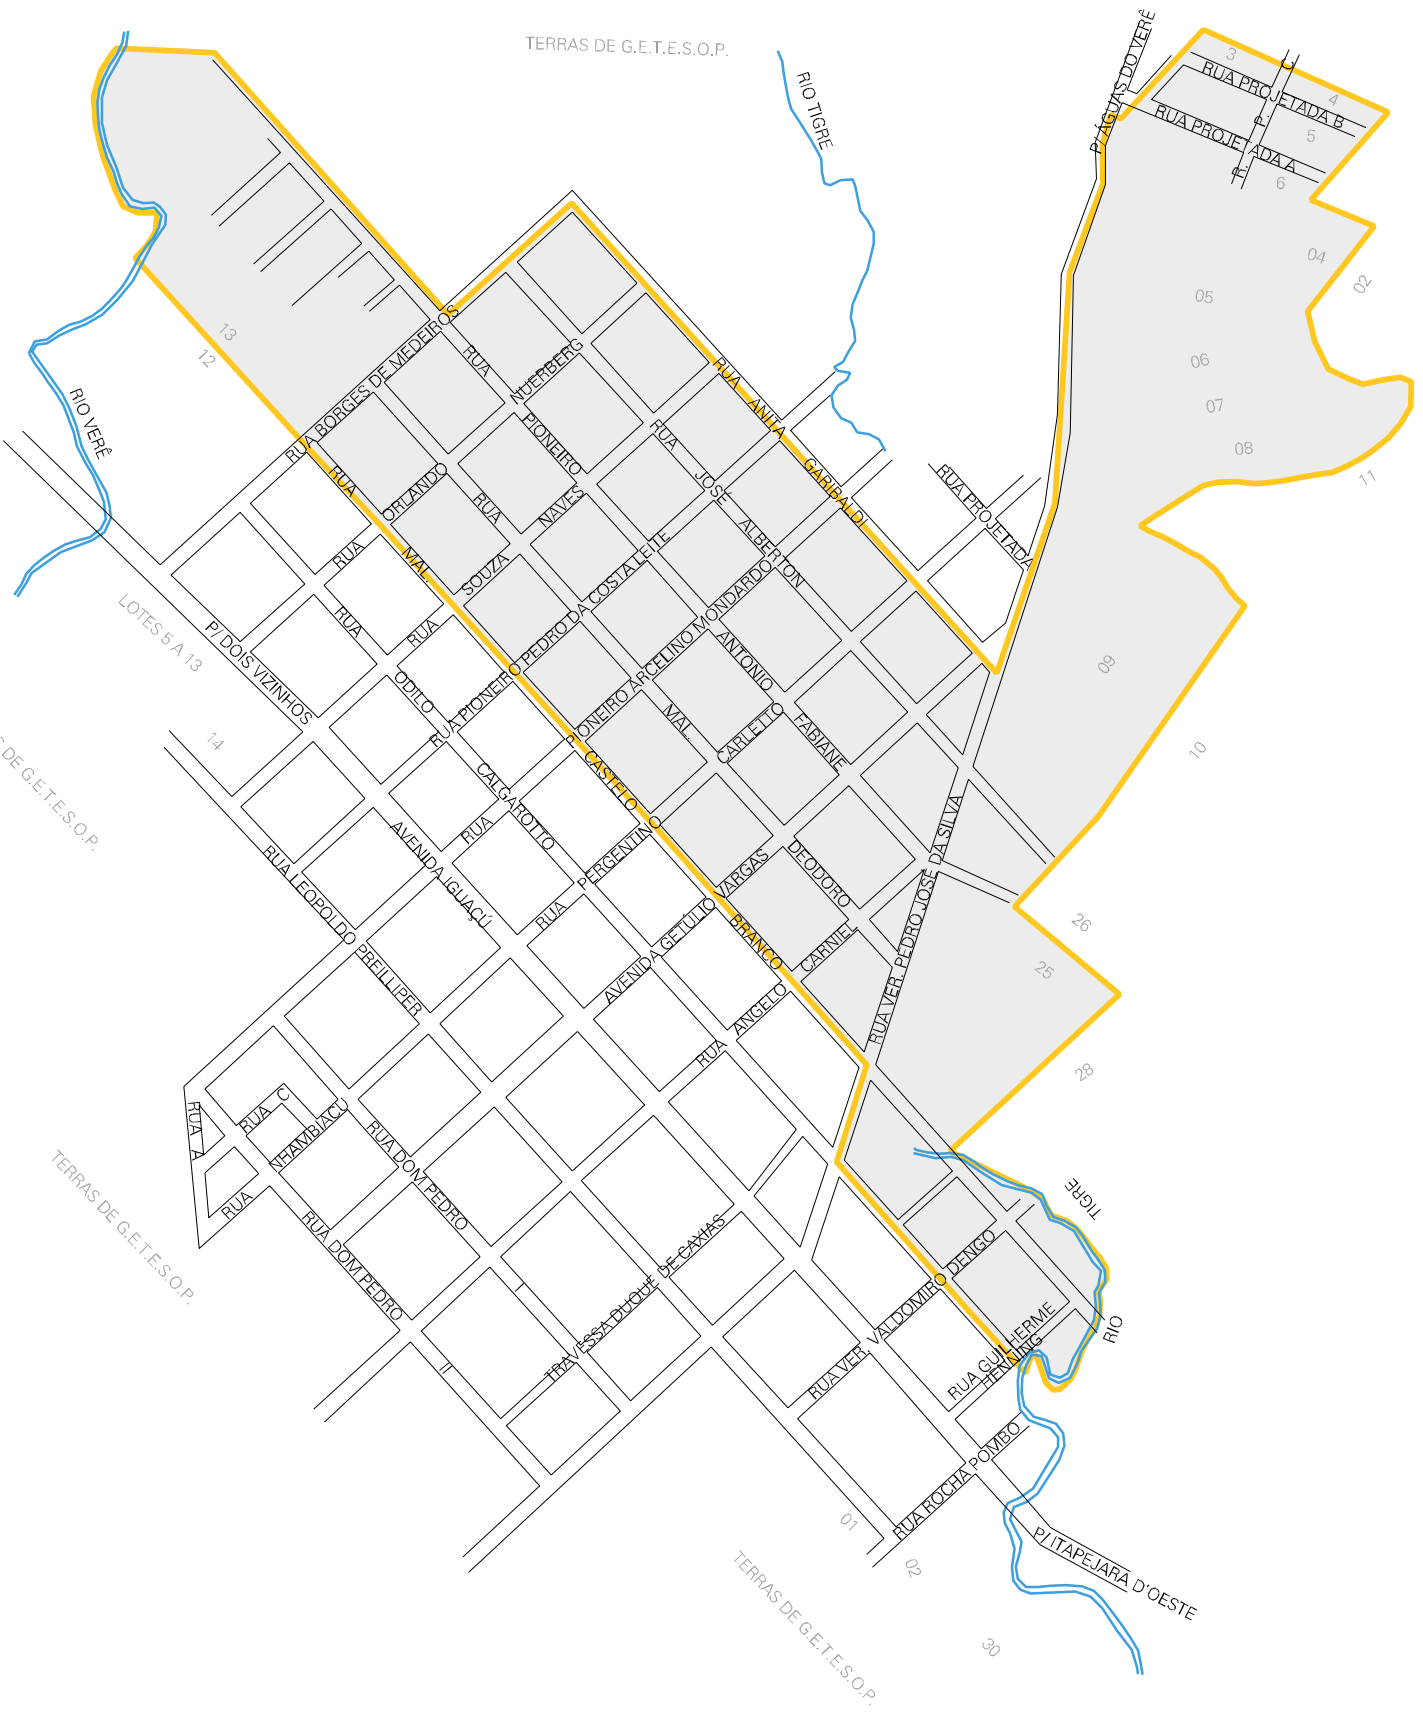 TERRAS DE G.E.T.E.S.O.P.
RIO TIGRE
P/ ÁGUAS DO VERÊ
3
4
RUA PROJETADA B
R. P. C.
5
RUA PROJETADA A
6
04
02
05
06
07
08
11
09
10
13
12
RIO VERÊ
RUA BORGES DE MEDEIROS
RUA
NUERBERG
PIONEIRO
RUA ANITA GARIBALDI
RUA JOSÉ ALBERTON
RUA PROJETADA
RUA MAL. CASTELO BRANCO
ORLANDO
RUA
NAVES
SOUZA
RUA
RUA
RUA
RUA PIONEIRO PEDRO DA COSTA LEITE
PIONEIRO ARCELINO MONDARDO
ANTONIO FABIANE
LOTES 5 A 13
P/ DOIS VIZINHOS
ODILO
CALGAROTTO
MAL. DEODORO
CARLETTO
14
S DE G.E.T.E.S.O.P.
AVENIDA IGUAÇÚ
RUA PERGENTINO
RUA
VARGAS
AVENIDA GETÚLIO
CARNIEL
RUA ANGELO
RUA VER. PEDRO JOSÉ DA SILVA
RUA LEOPOLDO PREILLIPER
26
25
28
RUA A
RUA C
NHAMBIAÇU
RUA
RUA DOM PEDRO I
RUA DOM PEDRO II
TERRAS DE G.E.T.E.S.O.P.
TRAVESSA DUQUE DE CAXIAS
RUA VER. VALDOMIRO DENGO
RUA GUILHERME
HENNING
RIO TIGRE
RUA ROCHA POMBO
P/ ITAPEJARA D'OESTE
01
02
30
TERRAS DE G.E.T.E.S.O.P.